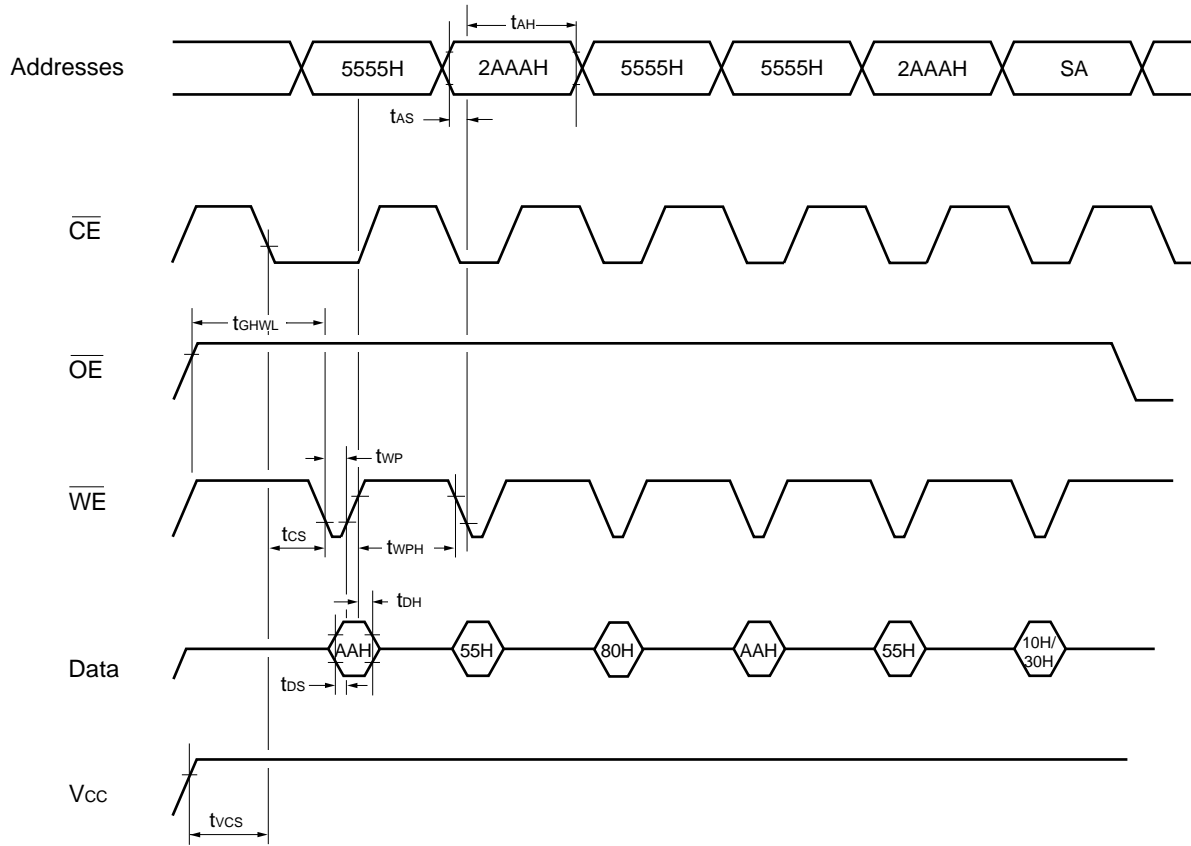 tAH
Addresses
5555H
2AAAH
5555H
5555H
2AAAH
SA
tAS
CE
tGHWL
OE
tWP
WE
tCS
tWPH
tDH
Data
AAH
55H
80H
AAH
55H
10H/
30H
tDS
VCC
tVCS